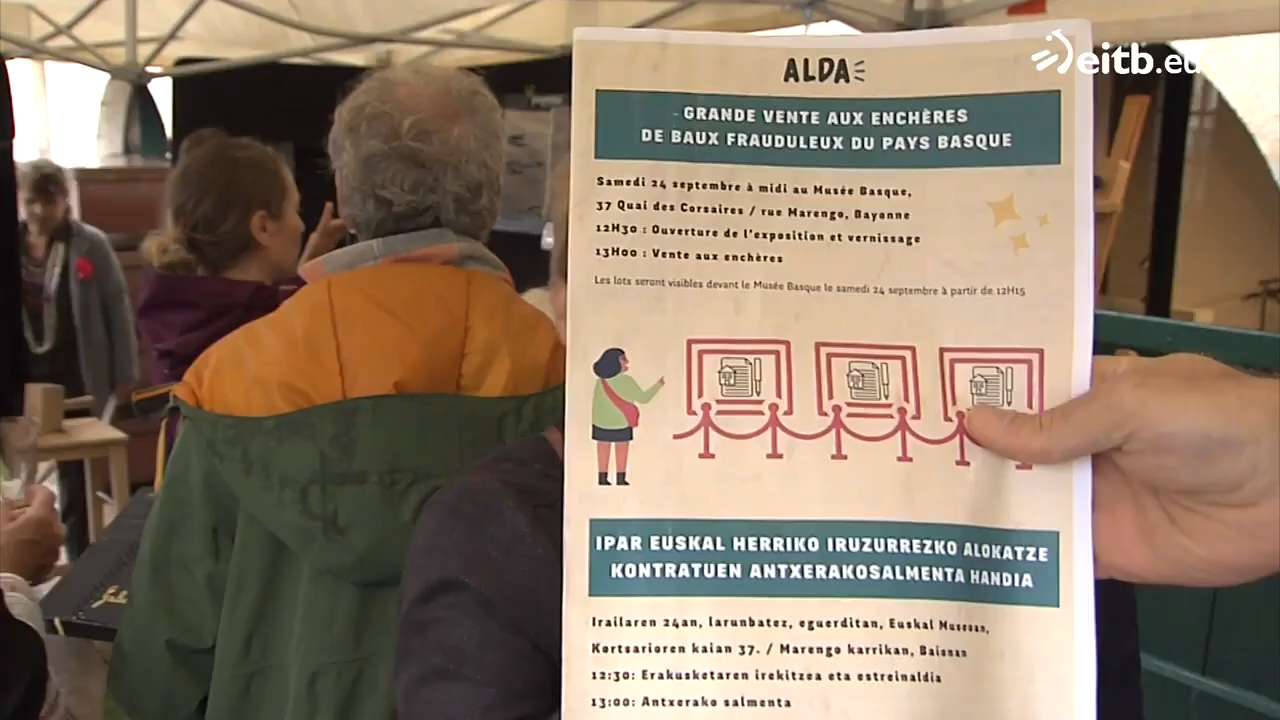 eitb.eus
ALDA
GRANDE VENTE AUX ENCHÈRES
DE BAUX FRAUDULEUX DU PAYS BASQUE
Samedi 24 septembre à midi au Musée Basque,
37 Quai des Corsaires / rue Marengo, Bayonne
12H30 : Ouverture de l'exposition et vernissage
13H00 : Vente aux enchères
Les lots seront visibles devant le Musée Basque le samedi 24 septembre à partir de 12H15
IPAR EUSKAL HERRIKO IRUZURREZKO ALOKATZE
KONTRATUEN ANTXERAKOSALMENTA HANDIA
Irailaren 24an, larunbatez, eguerditan, Euskal Museoan,
Kortsarioren kaian 37. / Marengo karrikan, Baionan
12:30: Erakusketaren irekitzea eta estreinaldia
13:00: Antxerako salmenta